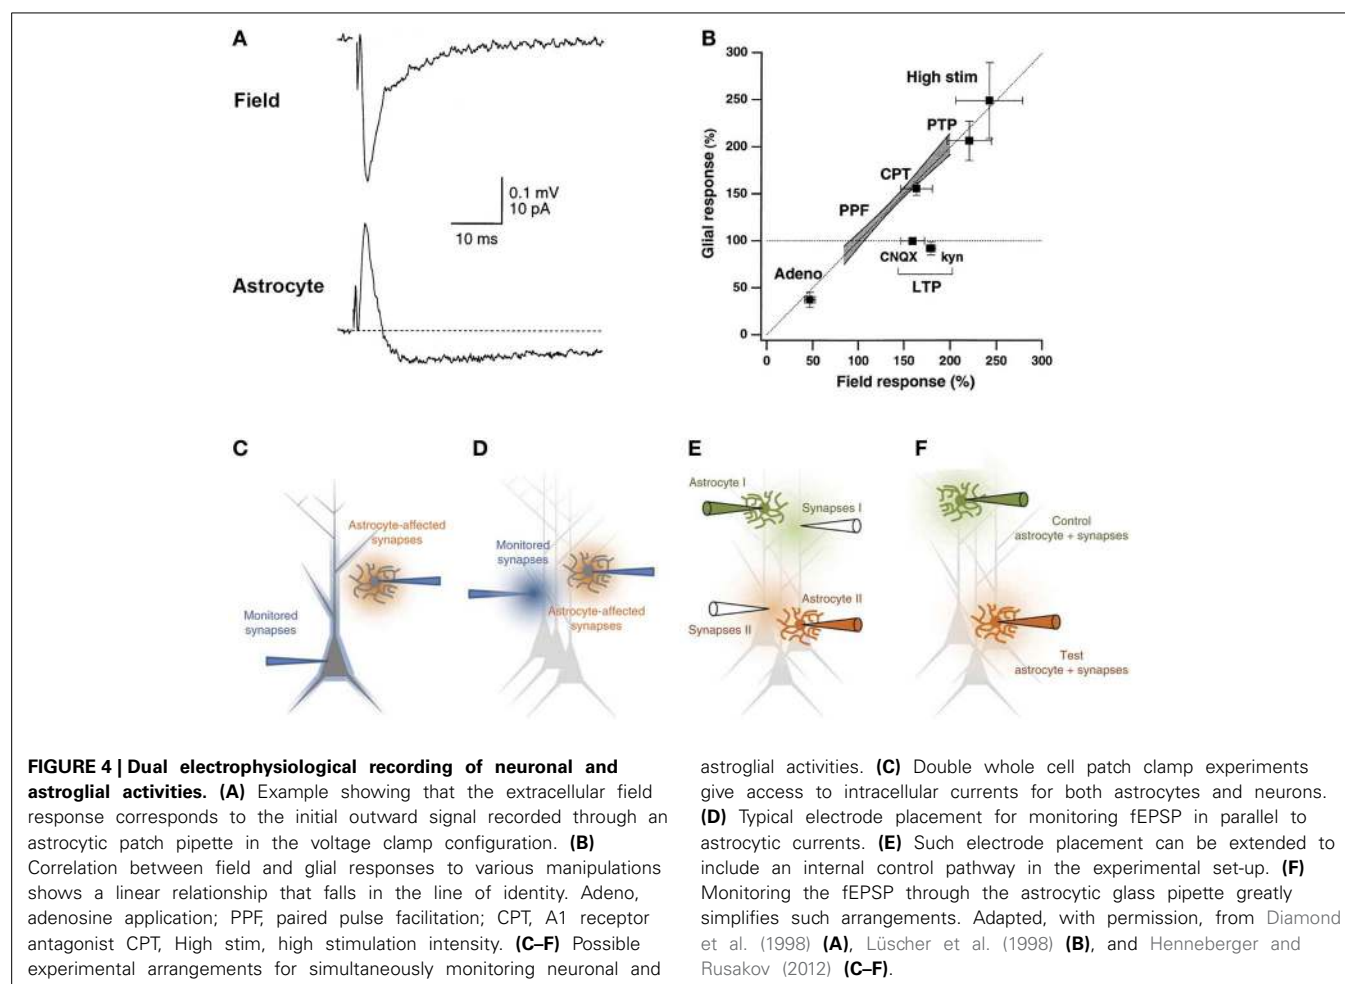 A
Field
Astrocyte
0.1 mV
10 pA
10 ms
B
300
250
200
150
100
50
0
Glial response (%)
High stim
PTP
CPT
PPF
Adeno
CNQX
kyn
LTP
0
50
100
150
200
250
300
Field response (%)
C
Astrocyte-affected
synapses
Monitored
synapses
D
Monitored
synapses
Astrocyte-affected
synapses
E
Astrocyte I
Synapses I
Astrocyte II
Synapses II
F
Control
astrocyte + synapses
Test
astrocyte + synapses
FIGURE 4 | Dual electrophysiological recording of neuronal and
astroglial activities. (A) Example showing that the extracellular field
response corresponds to the initial outward signal recorded through an
astrocytic patch pipette in the voltage clamp configuration. (B)
Correlation between field and glial responses to various manipulations
shows a linear relationship that falls in the line of identity. Adeno,
adenosine application; PPF, paired pulse facilitation; CPT, A1 receptor
antagonist CPT, High stim, high stimulation intensity. (C–F) Possible
experimental arrangements for simultaneously monitoring neuronal and
astroglial activities. (C) Double whole cell patch clamp experiments
give access to intracellular currents for both astrocytes and neurons.
(D) Typical electrode placement for monitoring fEPSP in parallel to
astrocytic currents. (E) Such electrode placement can be extended to
include an internal control pathway in the experimental set-up. (F)
Monitoring the fEPSP through the astrocytic glass pipette greatly
simplifies such arrangements. Adapted, with permission, from Diamond
et al. (1998) (A), Lüscher et al. (1998) (B), and Henneberger and
Rusakov (2012) (C–F).